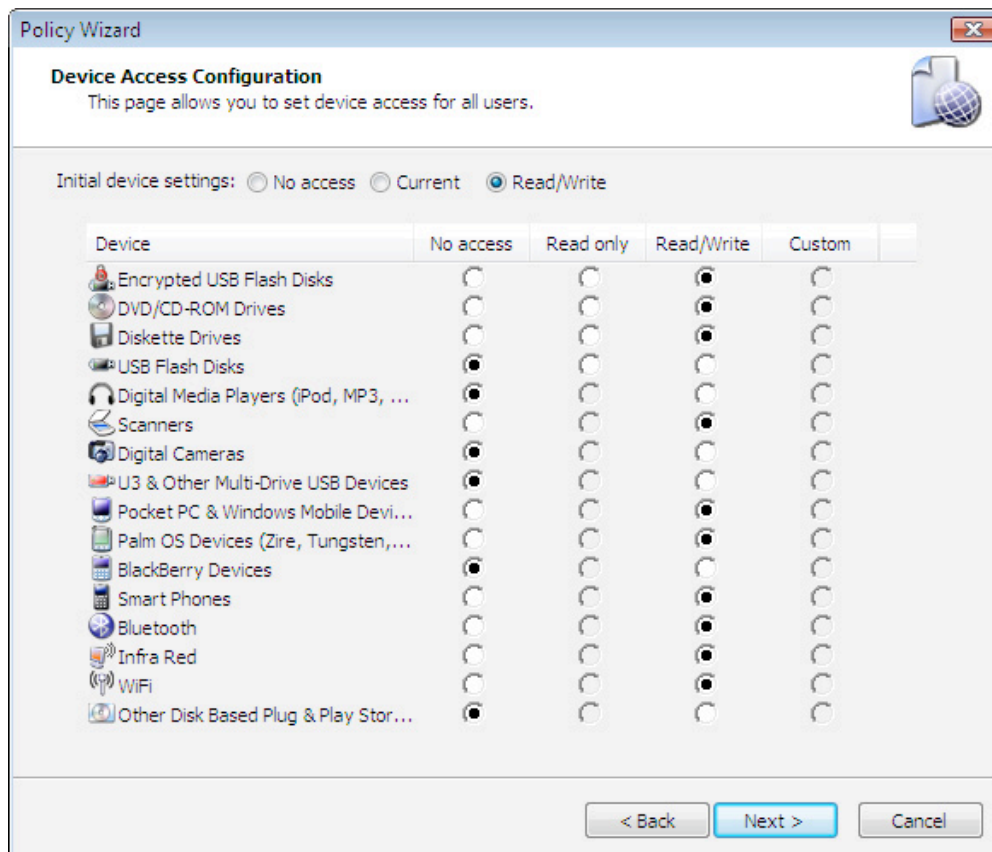 Policy Wizard
Device Access Configuration
This page allows you to set device access for all users.
Initial device settings: No access Current Read/Write
Device No access Read only Read/Write Custom
Encrypted USB Flash Disks
DVD/CD-ROM Drives
Diskette Drives
USB Flash Disks
Digital Media Players (iPod, MP3, ...
Scanners
Digital Cameras
U3 & Other Multi-Drive USB Devices
Pocket PC & Windows Mobile Devi...
Palm OS Devices (Zire, Tungsten,...
BlackBerry Devices
Smart Phones
Bluetooth
Infra Red
WiFi
Other Disk Based Plug & Play Stor...
< Back Next > Cancel